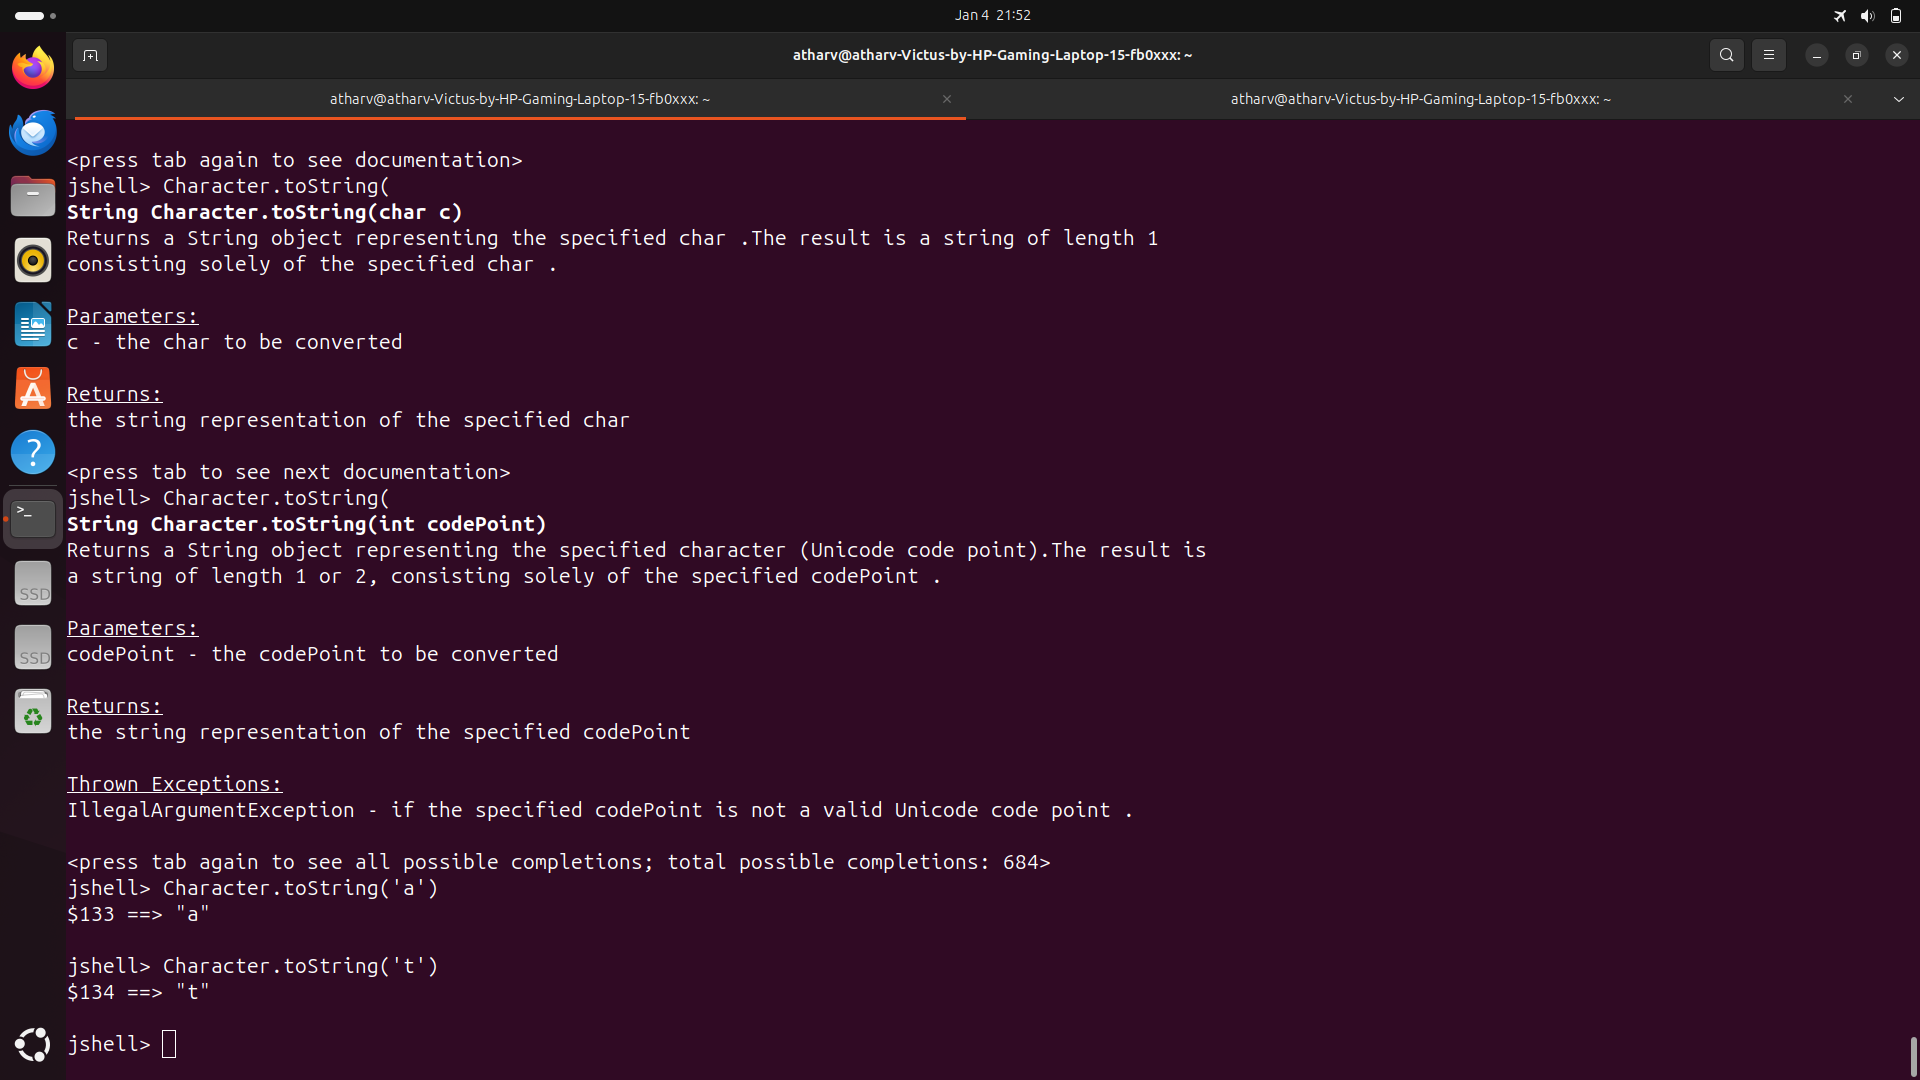 Jan 4 21:52
atharv@atharv-Victus-by-HP-Gaming-Laptop-15-fb0xxx: ~
atharv@atharv-Victus-by-HP-Gaming-Laptop-15-fb0xxx: ~
atharv@atharv-Victus-by-HP-Gaming-Laptop-15-fb0xxx: ~
<press tab again to see documentation>
jshell> Character.toString(
String Character.toString(char c)
Returns a String object representing the specified char .The result is a string of length 1
consisting solely of the specified char .
Parameters:
c - the char to be converted
Returns:
the string representation of the specified char
<press tab to see next documentation>
jshell> Character.toString(
String Character.toString(int codePoint)
Returns a String object representing the specified character (Unicode code point).The result is
a string of length 1 or 2, consisting solely of the specified codePoint .
Parameters:
codePoint - the codePoint to be converted
Returns:
the string representation of the specified codePoint
Thrown Exceptions:
IllegalArgumentException - if the specified codePoint is not a valid Unicode code point .
<press tab again to see all possible completions; total possible completions: 684>
jshell> Character.toString('a')
$133 ==> "a"
jshell> Character.toString('t')
$134 ==> "t"
jshell>
SSD
SSD